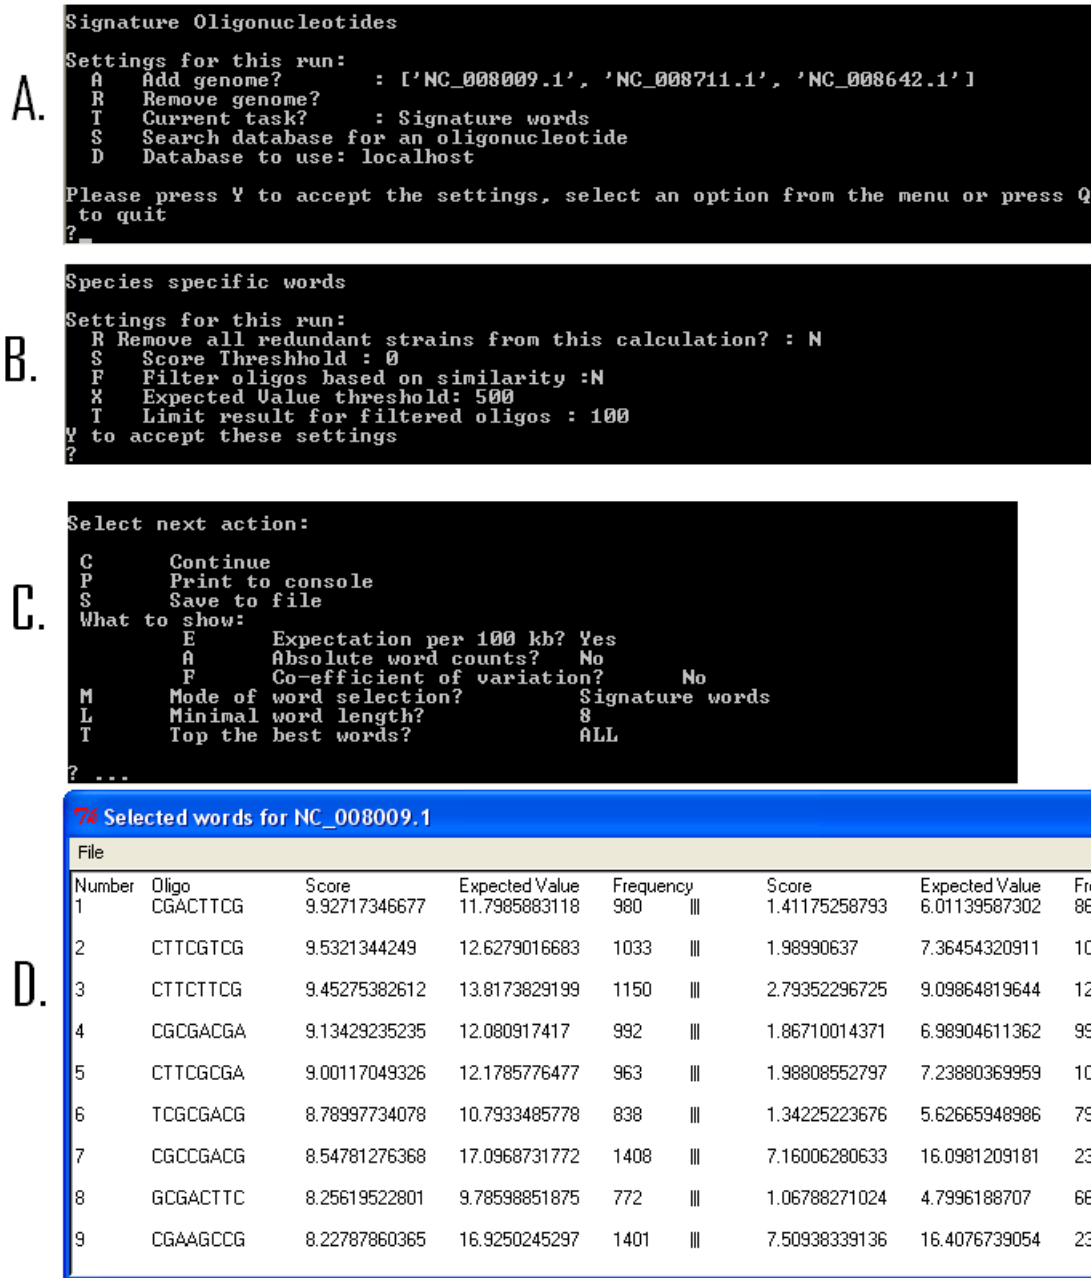 A.
Signature Oligonucleotides
Settings for this run:
A Add genome? : ['NC_008009.1', 'NC_008711.1', 'NC_008642.1']
R Remove genome?
T Current task? : Signature words
S Search database for an oligonucleotide
D Database to use: localhost
Please press Y to accept the settings, select an option from the menu or press Q
to quit
?_
B.
Species specific words
Settings for this run:
R Remove all redundant strains from this calculation? : N
S Score Threshhold : 0
F Filter oligos based on similarity :N
X Expected Value threshold: 500
T Limit result for filtered oligos : 100
Y to accept these settings
?
C.
Select next action:
C Continue
P Print to console
S Save to file
What to show:
E Expectation per 100 kb? Yes
A Absolute word counts? No
F Co-efficient of variation? No
M Mode of word selection? Signature words
L Minimal word length? 8
T Top the best words? ALL
? ...
D.
Selected words for NC_008009.1
File
Number Oligo Score Expected Value Frequency Score Expected Value
1 CGACTTCG 9.92717346677 11.7985883118 980 ||| 1.41175258793 6.01139587302
2 CTTCGTCG 9.5321344249 12.6279016683 1033 ||| 1.98990637 7.36454320911
3 CTTCTTCG 9.45275382612 13.8173829199 1150 ||| 2.79352296725 9.09864819644
4 CGCGACGA 9.13429235235 12.080917417 992 ||| 1.86710014371 6.98904611362
5 CTTCGCGA 9.00117049326 12.1785776477 963 ||| 1.98808552797 7.23880369959
6 TCGCGACG 8.78997734078 10.7933485778 838 ||| 1.34225223676 5.62665948986
7 CGCCGACG 8.54781276368 17.0968731772 1408 ||| 7.16006280633 16.0981209181
8 GCGACTTC 8.25619522801 9.78598851875 772 ||| 1.06788271024 4.7996188707
9 CGAAGCCG 8.22787860365 16.9250245297 1401 ||| 7.50938339136 16.4076739054